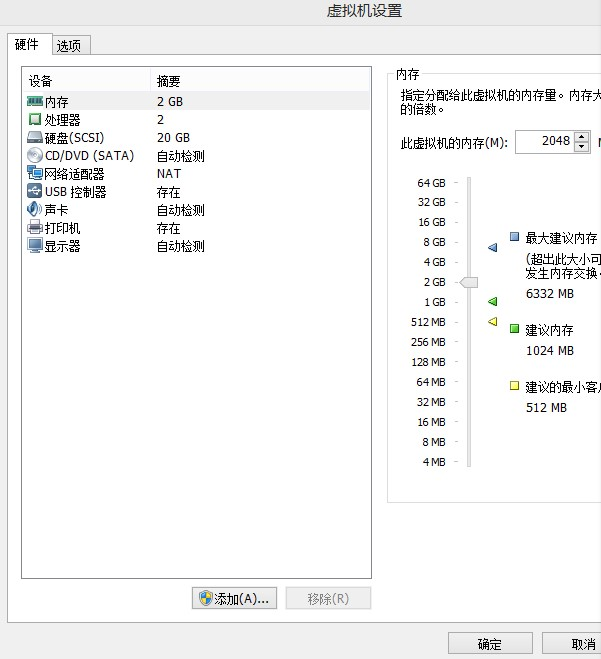 虚拟机设置
硬件 选项
设备 摘要
内存 2 GB
处理器 2
硬盘(SCSI) 20 GB
CD/DVD (SATA) 自动检测
网络适配器 NAT
USB 控制器 存在
声卡 自动检测
打印机 存在
显示器 自动检测
添加(A)... 移除(R)
内存
指定分配给此虚拟机的内存量。内存大
的倍数。
此虚拟机的内存(M): 2048
64 GB
32 GB
16 GB
8 GB
4 GB
2 GB
1 GB
512 MB
256 MB
128 MB
64 MB
32 MB
16 MB
8 MB
4 MB
最大建议内存
(超出此大小可
发生内存交换
6332 MB
建议内存
1024 MB
建议的最小客
512 MB
确定 取消